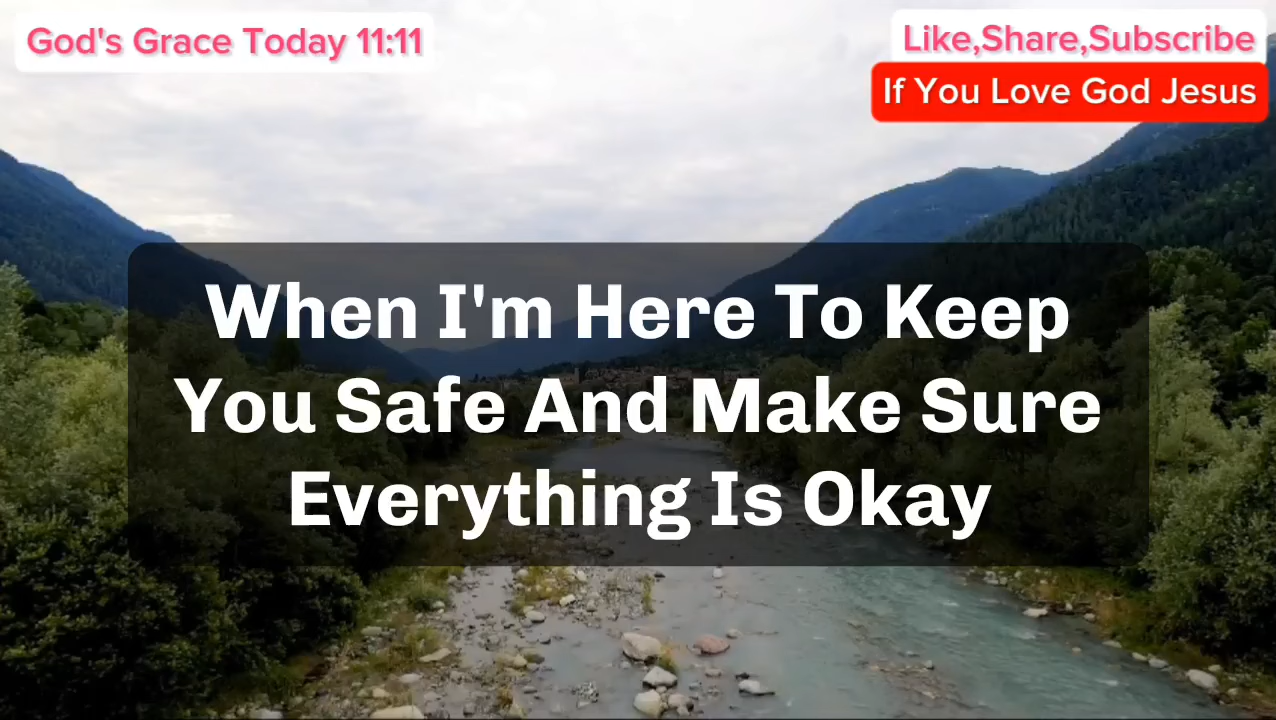 God's Grace Today 11:11
Like,Share,Subscribe
If You Love God Jesus
When I'm Here To Keep
You Safe And Make Sure
Everything Is Okay